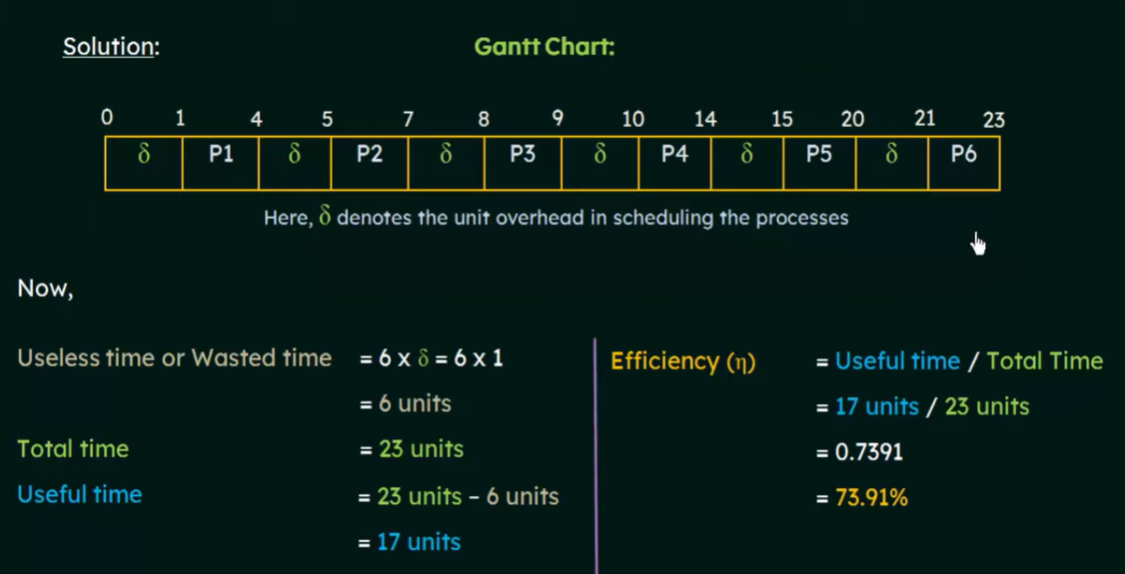 Solution:
Gantt Chart:
0 1 4 5 7 8 9 10 14 15 20 21 23
δ P1 δ P2 δ P3 δ P4 δ P5 δ P6
Here, δ denotes the unit overhead in scheduling the processes
Now,
Useless time or Wasted time = 6 x δ = 6 x 1
= 6 units
Total time = 23 units
Useful time = 23 units – 6 units
= 17 units
Efficiency (η) = Useful time / Total Time
= 17 units / 23 units
= 0.7391
= 73.91%